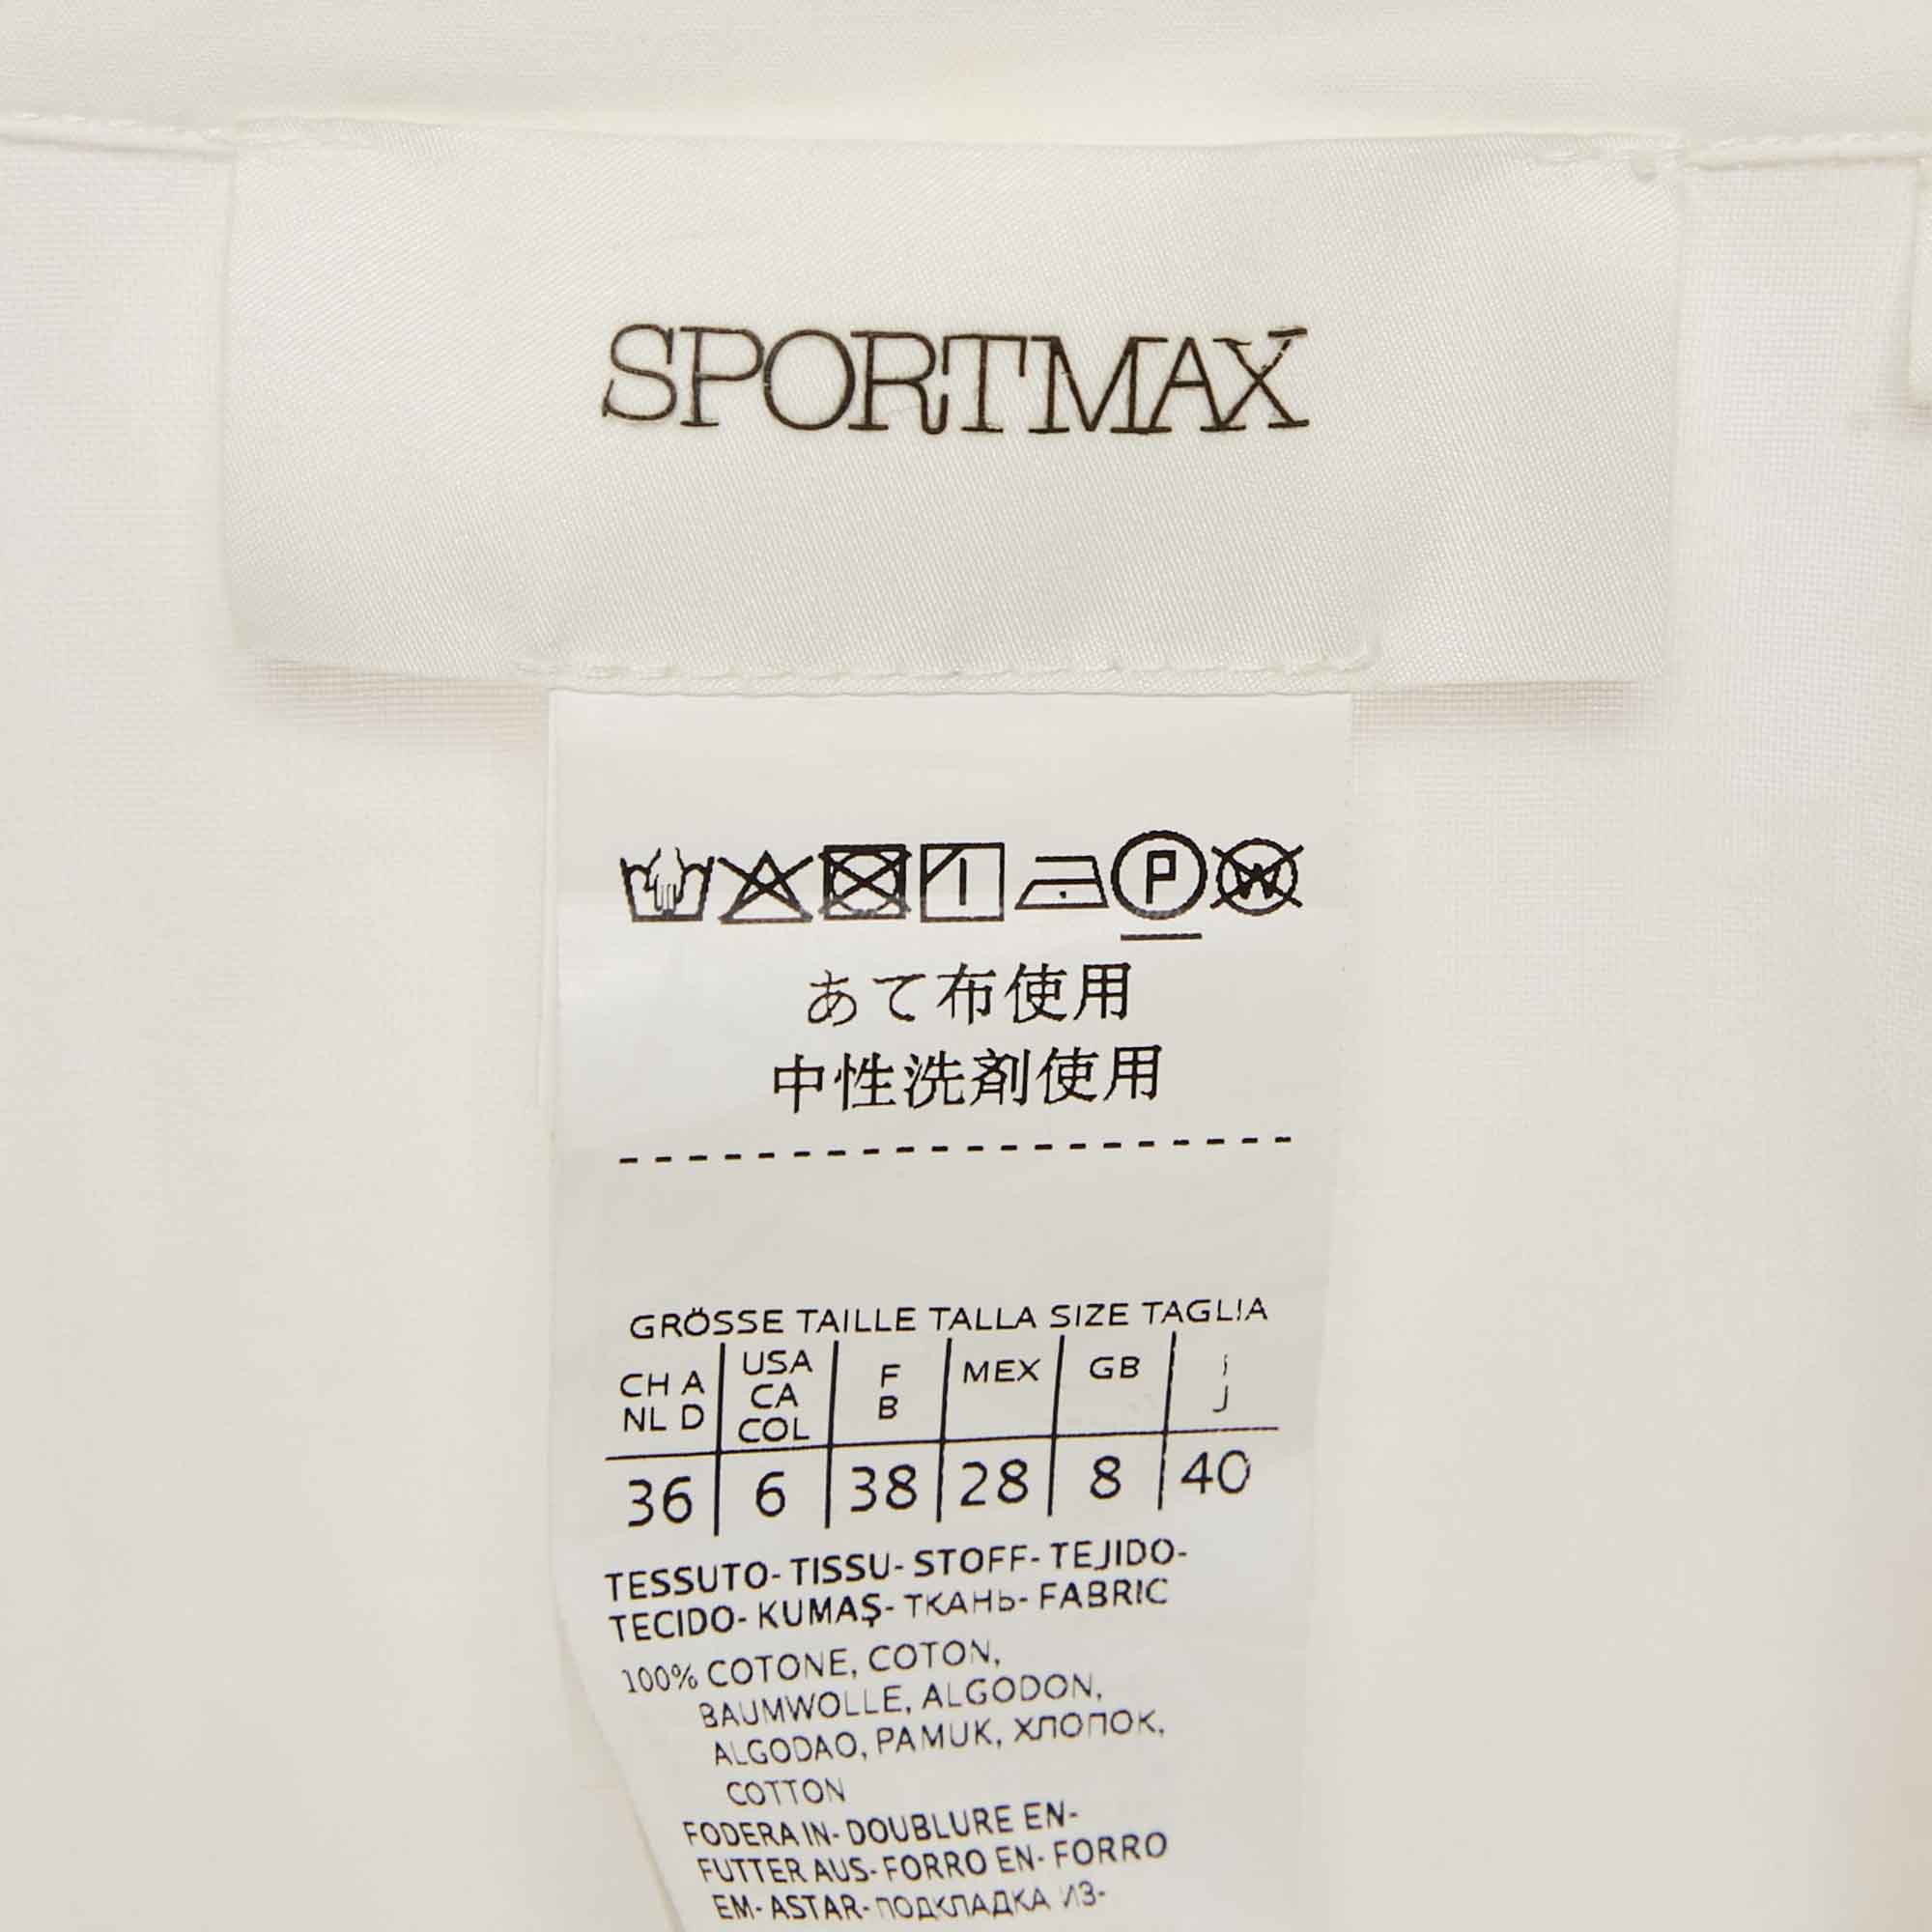 SPORTMAX
P W
あて布使用
中性洗剤使用
GRÖSSE TAILLE TALLA SIZE TAGLIA
CH A NL D USA CA COL F B MEX GB I J
36 6 38 28 8 40
TESSUTO- TISSU- STOFF- TEJIDO-
TECIDO- KUMAŞ- ТКАНЬ- FABRIC
100% COTONE, COTON,
BAUMWOLLE, ALGODON,
ALGODAO, PAMUK, ХЛОПОК,
COTTON
FODERA IN- DOUBLURE EN-
FUTTER AUS- FORRO EN- FORRO
EM- ASTAR- ПОДКЛАДКА ИЗ-